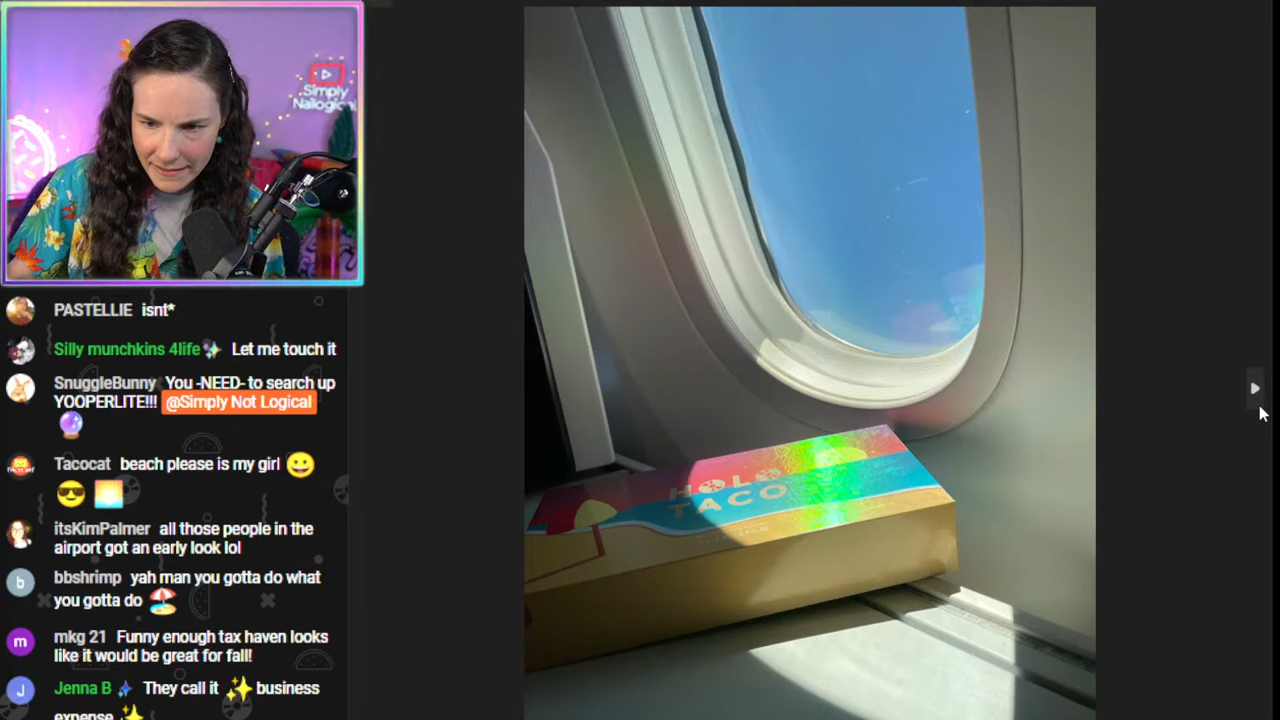 Simply
Nailogical
PASTELLIE isnt*
Silly munchkins 4life Let me touch it
SnuggleBunny You -NEED- to search up
YOOPERLITE!!! @Simply Not Logical
Tacocat beach please is my girl
itsKimPalmer all those people in the
airport got an early look lol
bbshrimp yah man you gotta do what
you gotta do
mkg 21 Funny enough tax haven looks
like it would be great for fall!
Jenna B They call it business
expense
HOLO
TACO